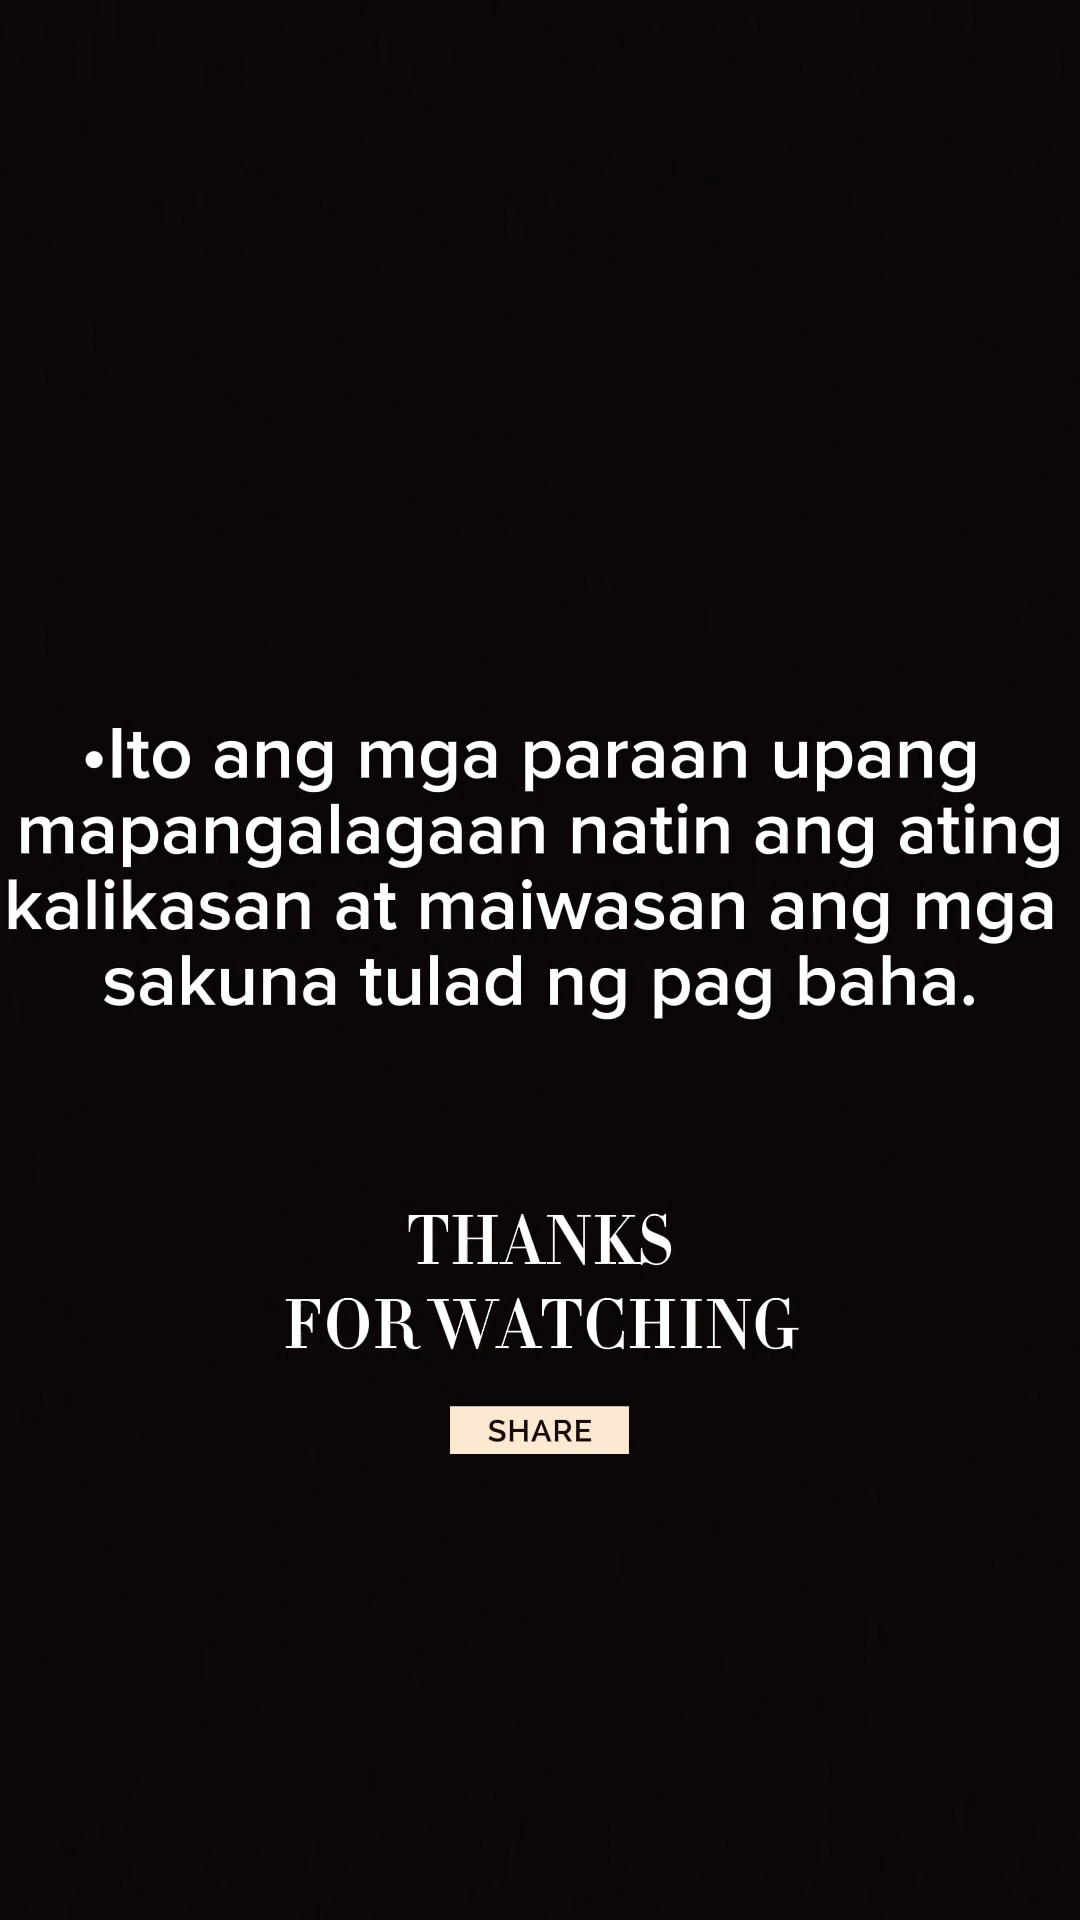 •Ito ang mga paraan upang
mapangalagaan natin ang ating
kalikasan at maiwasan ang mga
sakuna tulad ng pag baha.
THANKS
FOR WATCHING
SHARE